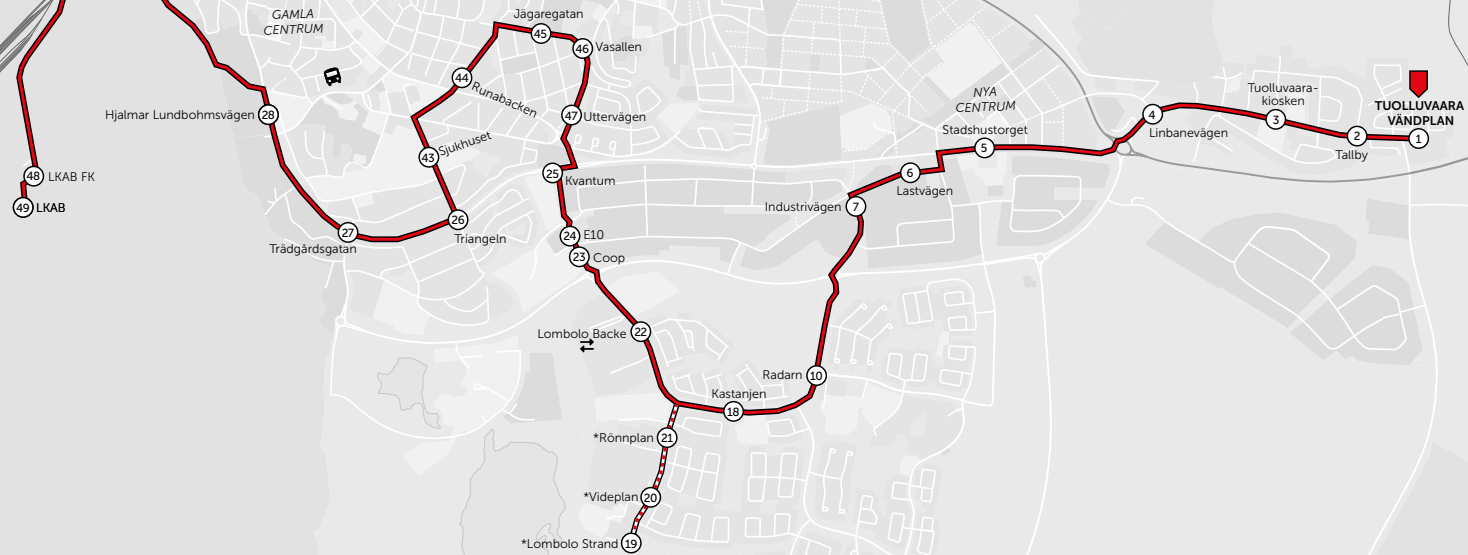 GAMLA
CENTRUM
Jägaregatan
45
46 Vasallen
44
Runabacken
Hjalmar Lundbohmsvägen 28
47 Uttervägen
43
Sjukhuset
25
Kvantum
48 LKAB FK
49 LKAB
26
Triangeln
27
Trädgårdsgatan
24 E10
23 Coop
Lombolo Backe 22
Kastanjen
18
Radarn 10
*Rönnplan 21
*Videplan 20
*Lombolo Strand 19
Industrivägen 7
6
Lastvägen
NYA
CENTRUM
Stadshustorget
5
4
Linbanevägen
Tuolluvaara-
kiosken
3
2
Tallby
TUOLLUVAARA
VÄNDPLAN
1